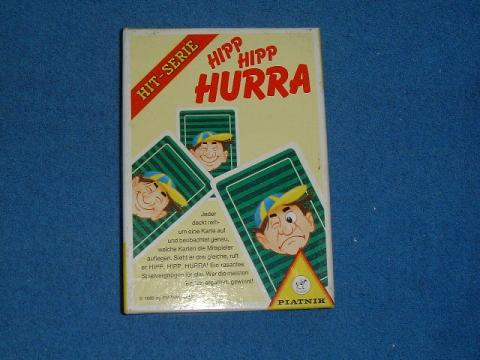 HIT-SERIE
HIPP
HIPP
HURRA
Jeder
deckt reih-
um eine Karte auf
und beobachtet genau,
welche Karten die Mitspieler
auflegen. Sieht er drei gleiche, ruft
er HIPP, HIPP, HURRA! Ein rasantes
Spielvergnügen für alle. Wer die meisten
gewinnt!
PIATNIK